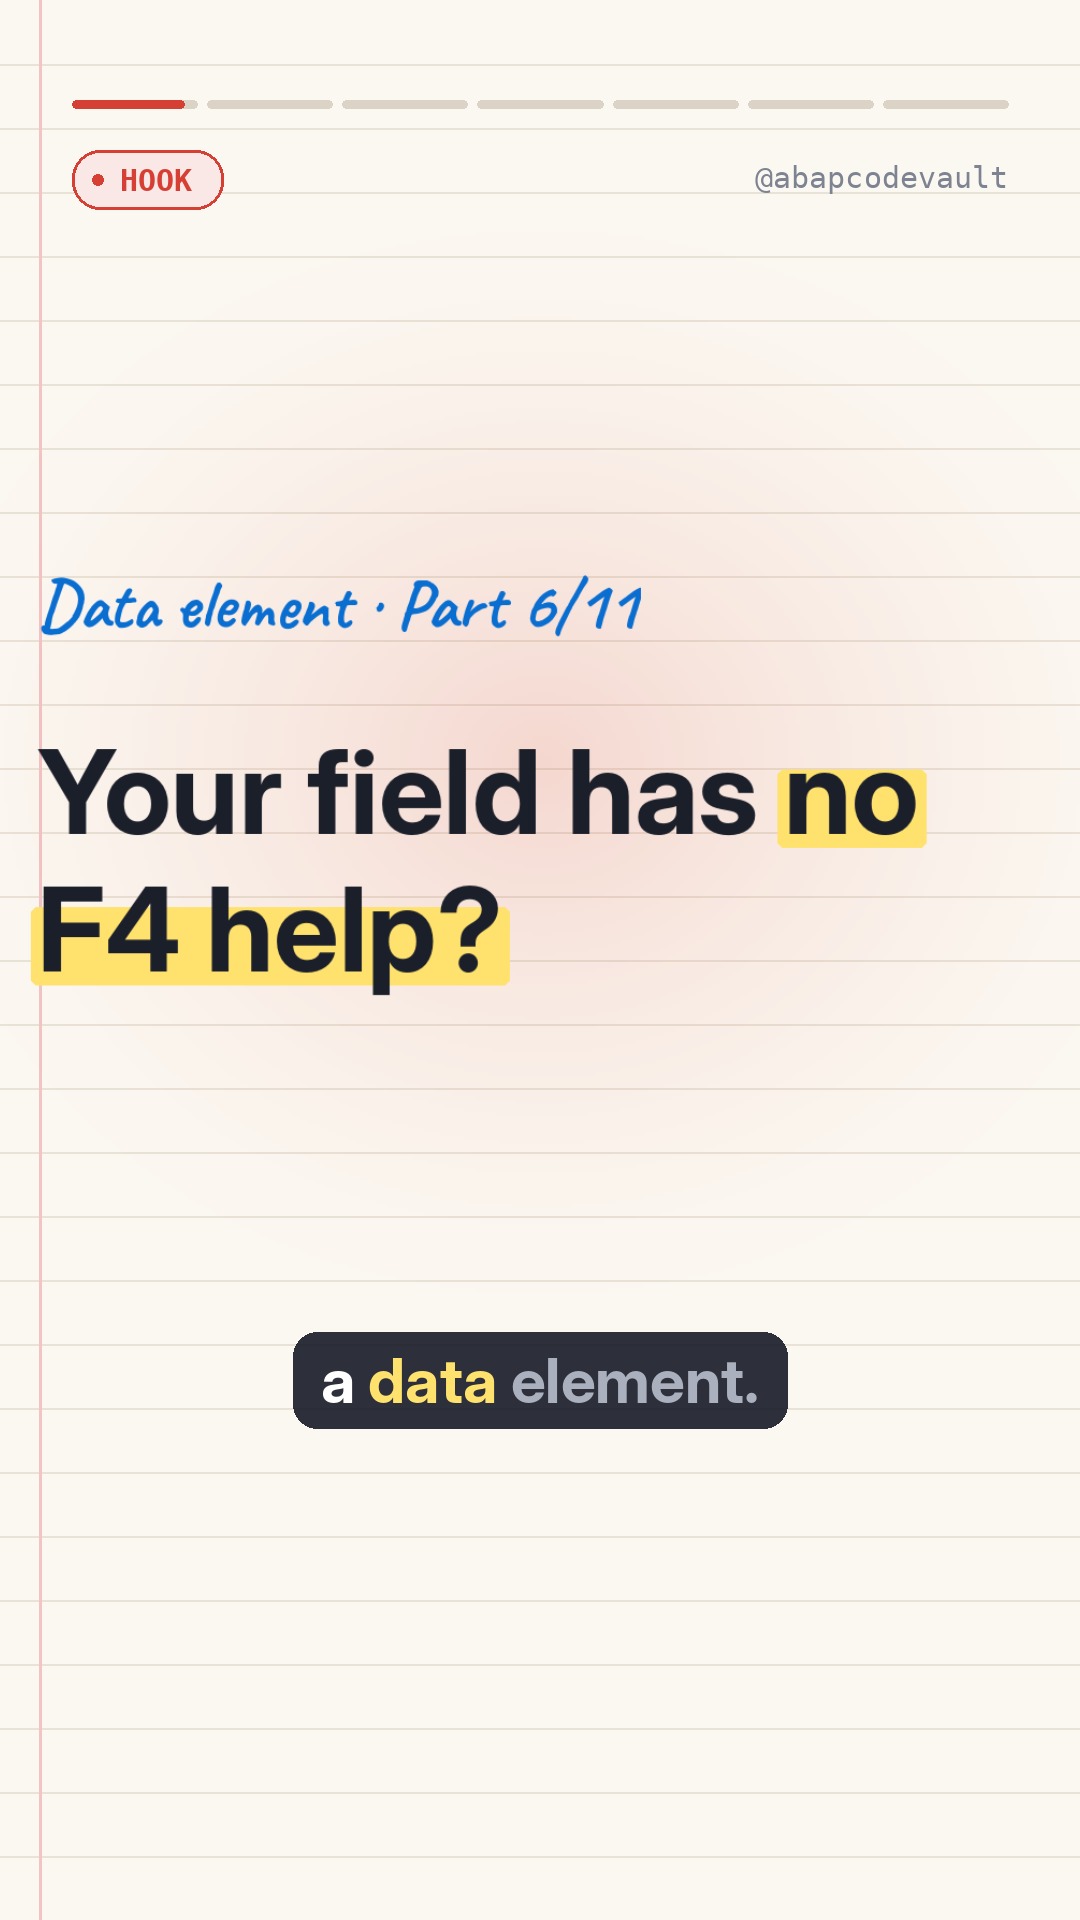 HOOK
@abapcodevault
Data element · Part 6/11
Your field has no
F4 help?
a data element.